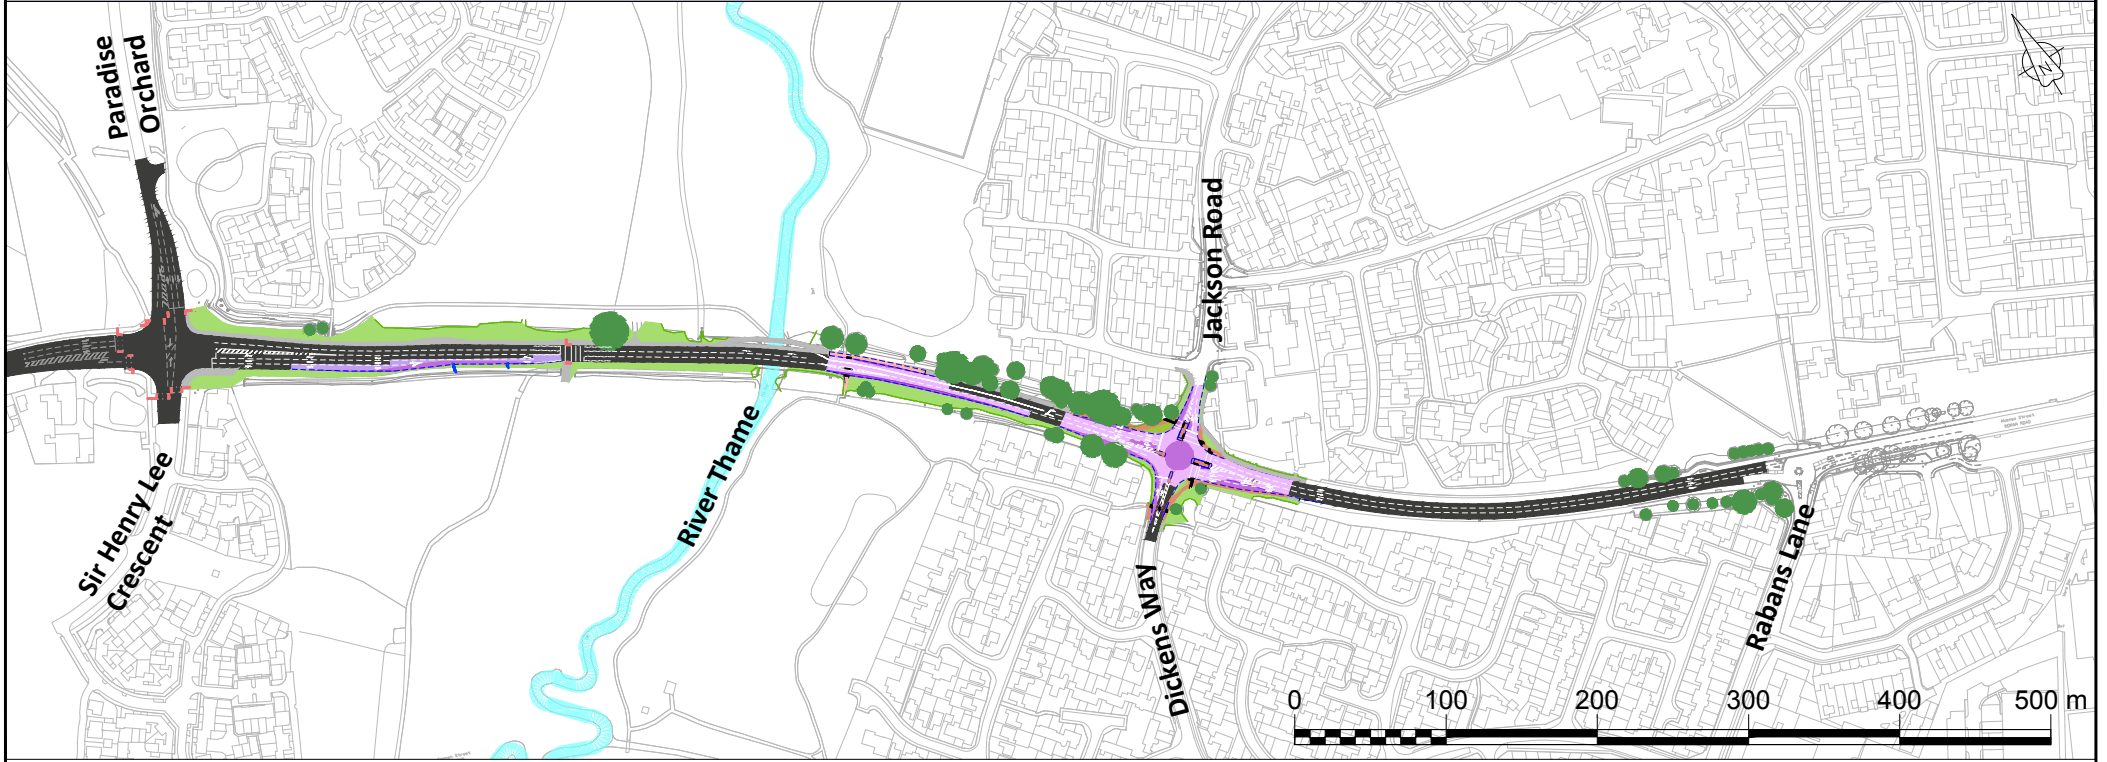 Paradise
Orchard
N
Jackson Road
Sir Henry Lee
Crescent
River Thame
Dickens Way
Rabans Lane
0 100 200 300 400 500 m